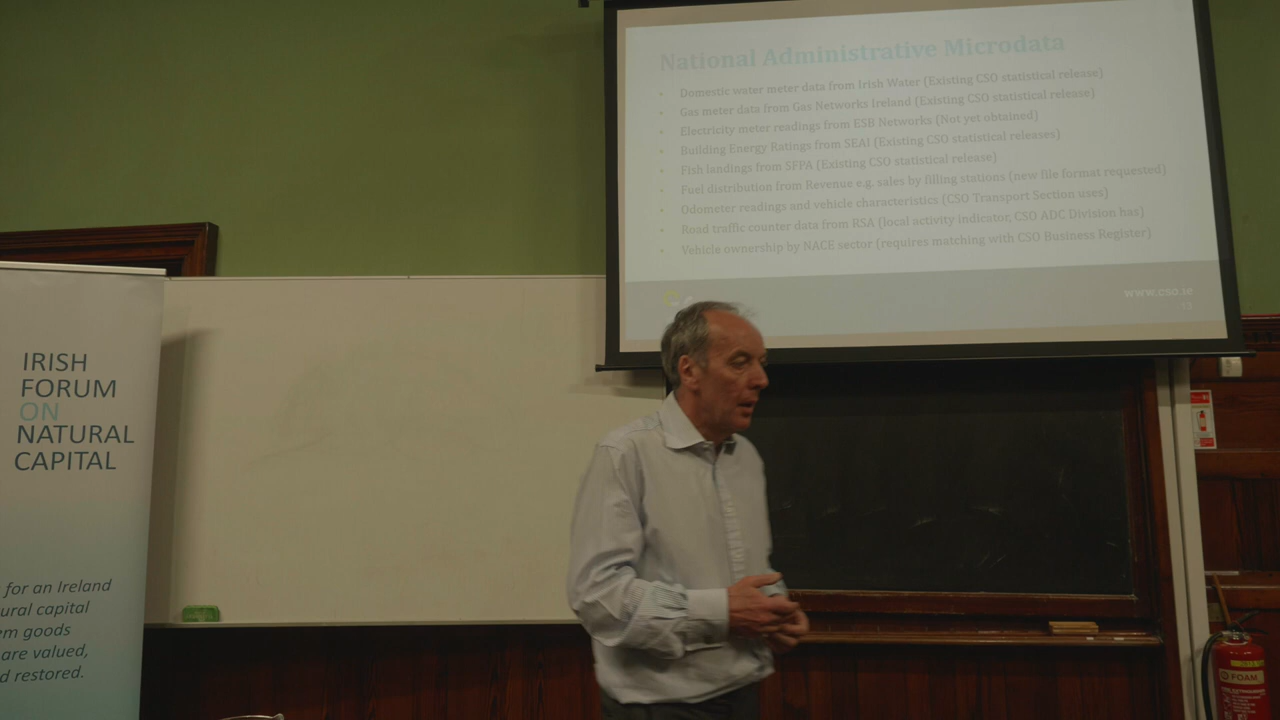 National Administrative Microdata
Domestic water meter data from Irish Water (Existing CSO statistical release)
Gas meter data from Gas Networks Ireland (Existing CSO statistical release)
Electricity meter readings from ESB Networks (Not yet obtained)
Building Energy Ratings from SEAI (Existing CSO statistical releases)
Fish landings from SFPA (Existing CSO statistical release)
Fuel distribution from Revenue e.g. sales by filling stations (new file format requested)
Odometer readings and vehicle characteristics (CSO Transport Section uses)
Road traffic counter data from RSA (local activity indicator, CSO ADC Division has)
Vehicle ownership by NACE sector (requires matching with CSO Business Register)
www.cso.ie
13
IRISH
FORUM
ON
NATURAL
CAPITAL
for an Ireland
ural capital
em goods
are valued,
d restored.
FOAM